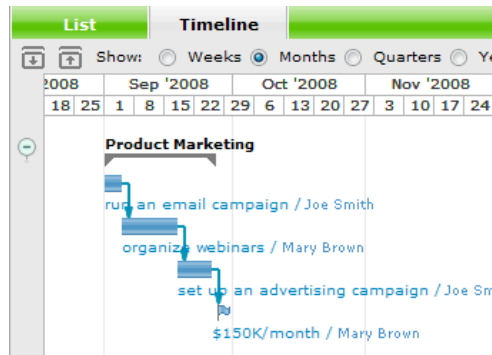 List Timeline
Show: Weeks Months Quarters
2008 Sep '2008 Oct '2008 Nov '2008
18 25 1 8 15 22 29 6 13 20 27 3 10 17 24
Product Marketing
run an email campaign / Joe Smith
organize webinars / Mary Brown
set up an advertising campaign / Joe
$150K/month / Mary Brown